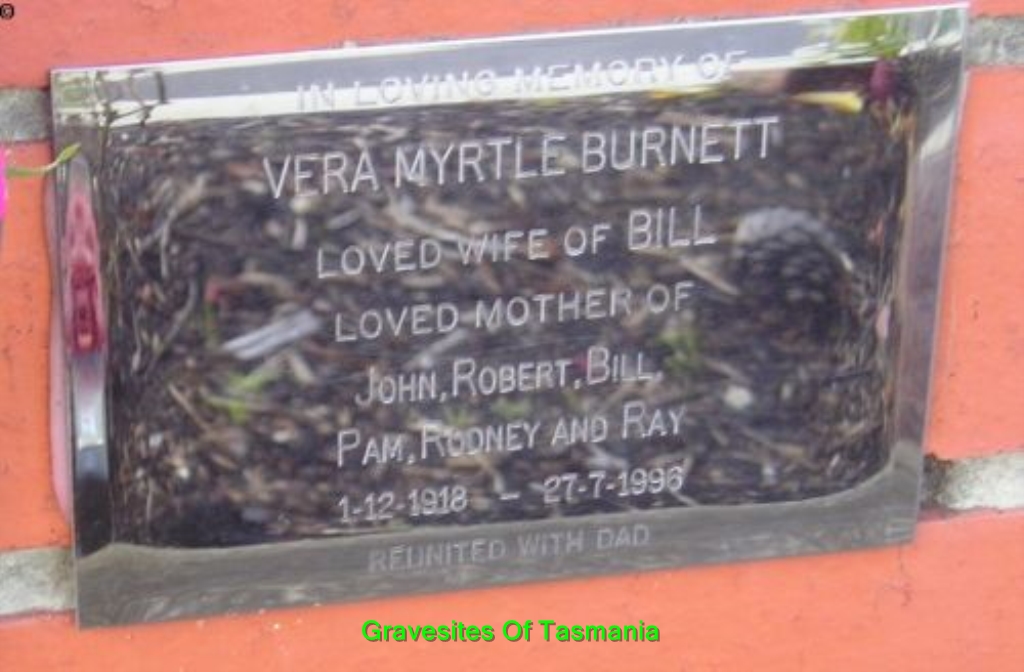 ©
IN LOVING MEMORY OF
VERA MYRTLE BURNETT
LOVED WIFE OF BILL
LOVED MOTHER OF
JOHN, ROBERT, BILL,
PAM, RODNEY AND RAY
1-12-1918 - 27-7-1996
REUNITED WITH DAD
Gravesites Of Tasmania